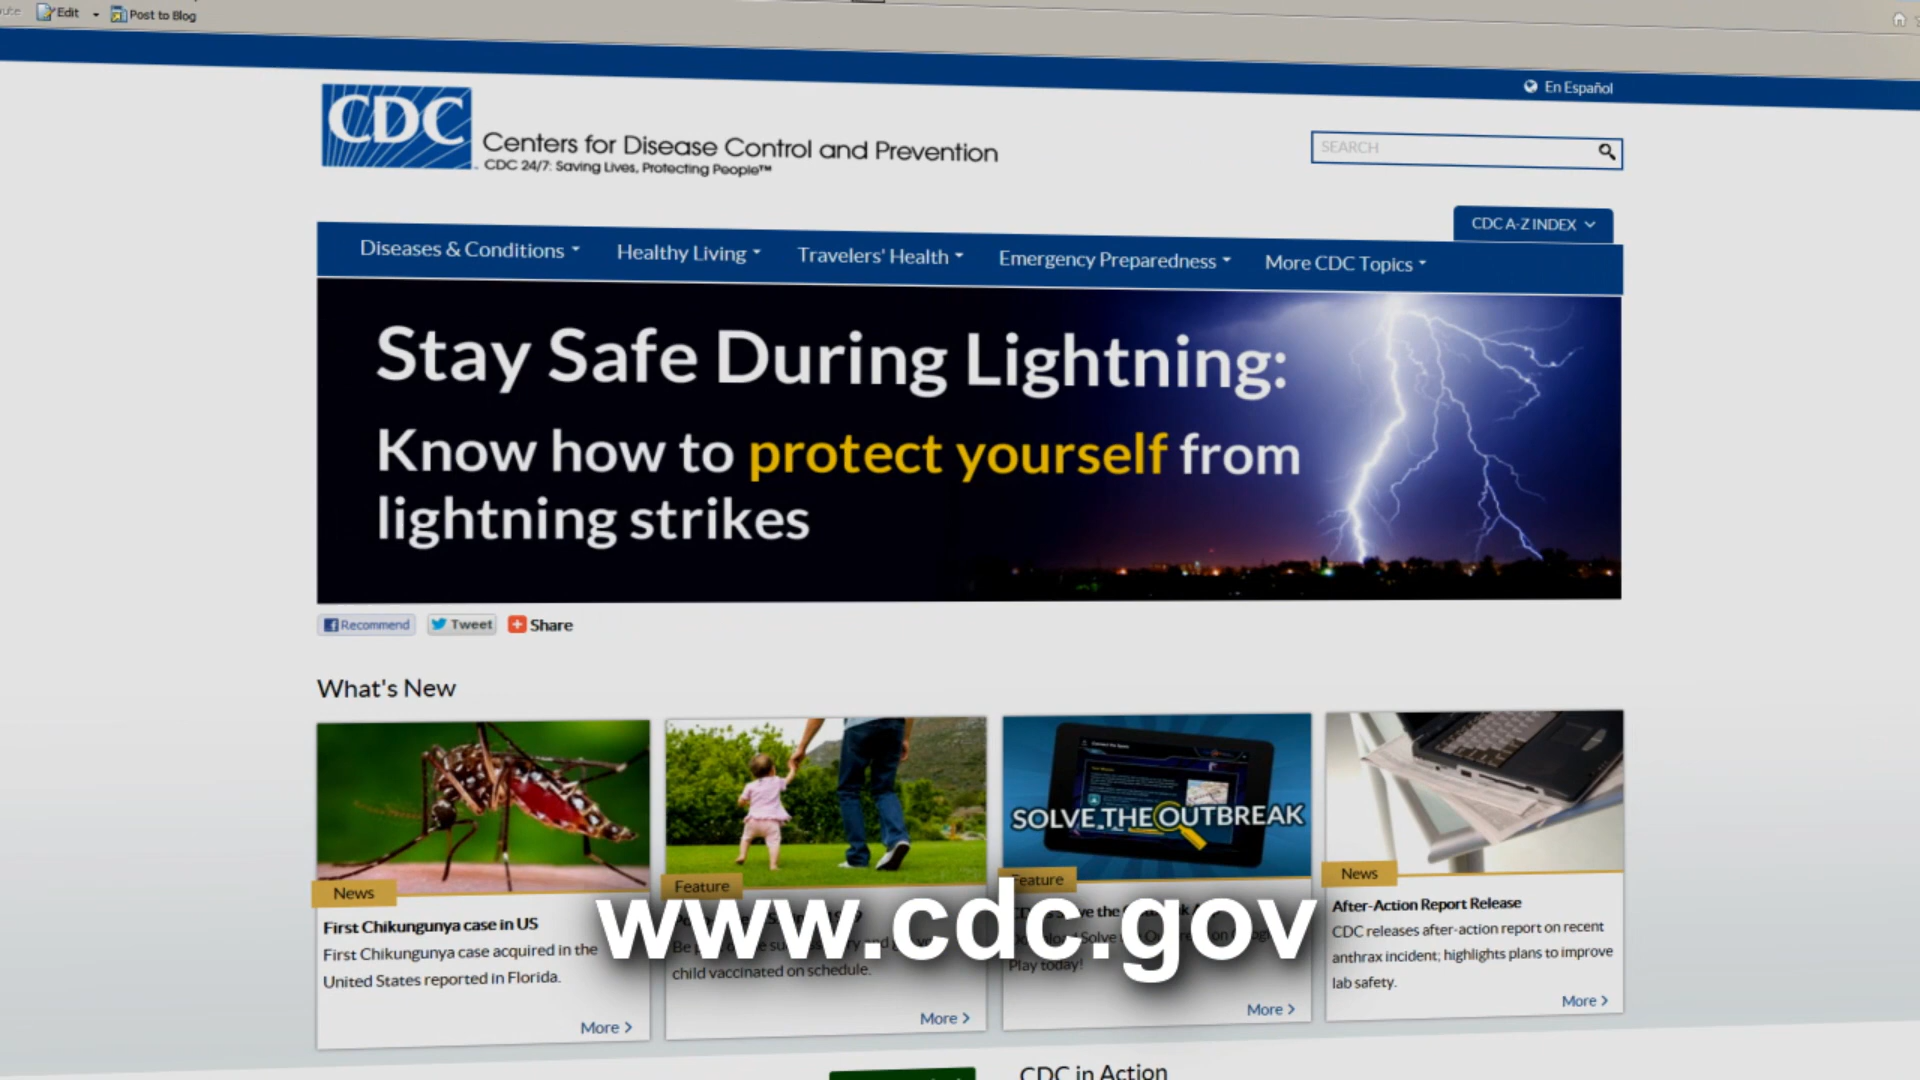 Edit
Post to Blog
En Español
CDC
Centers for Disease Control and Prevention
CDC 24/7: Saving Lives, Protecting People™
SEARCH
CDC A-Z INDEX
Diseases & Conditions
Healthy Living
Travelers' Health
Emergency Preparedness
More CDC Topics
Stay Safe During Lightning:
Know how to protect yourself from
lightning strikes
Recommend
Tweet
Share
What's New
SOLVE THE OUTBREAK
News
Feature
Feature
News
First Chikungunya case in US
First Chikungunya case acquired in the
United States reported in Florida.
More
child vaccinated on schedule.
More
Play today!
More
After-Action Report Release
CDC releases after-action report on recent
anthrax incident; highlights plans to improve
lab safety.
More
www.cdc.gov
CDC in Action